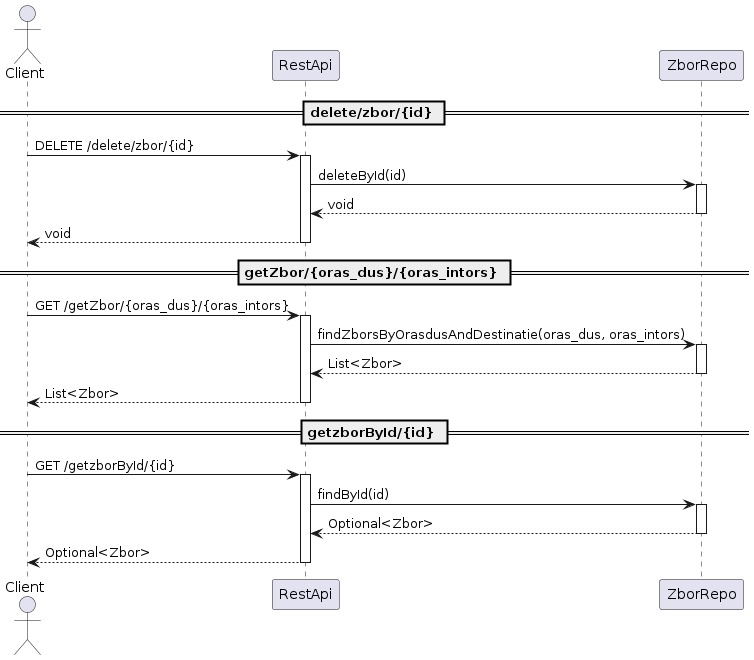 Client
RestApi
ZborRepo
delete/zbor/{id}
DELETE /delete/zbor/{id}
deleteById(id)
void
void
getZbor/{oras_dus}/{oras_intors}
GET /getZbor/{oras_dus}/{oras_intors}
findZborsByOrasdusAndDestinatie(oras_dus, oras_intors)
List<Zbor>
List<Zbor>
getzborById/{id}
GET /getzborById/{id}
findById(id)
Optional<Zbor>
Optional<Zbor>
Client
RestApi
ZborRepo